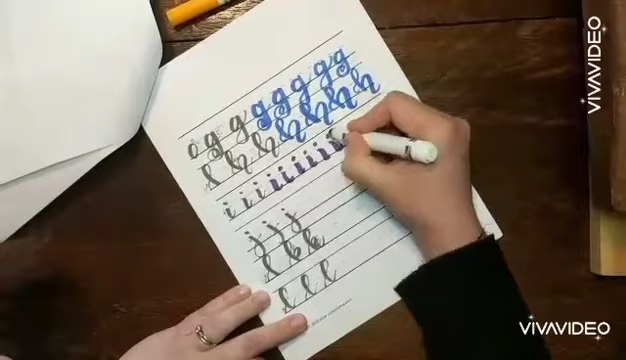 g g g g g g g
h h h h h h h
i i i i i i i i
j j j
k k k
l l l
VIVAVIDEO
VIVAVIDEO